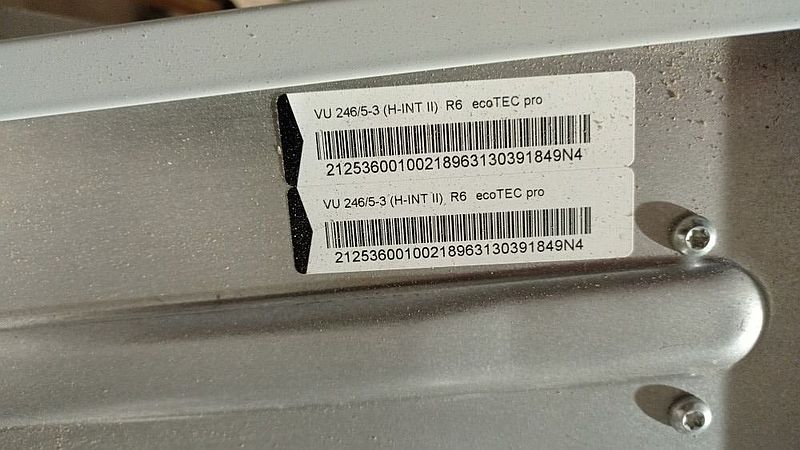 VU 246/5-3 (H-INT II) R6 ecoTEC pro
21253600100218963130391849N4
VU 246/5-3 (H-INT II) R6 ecoTEC pro
21253600100218963130391849N4